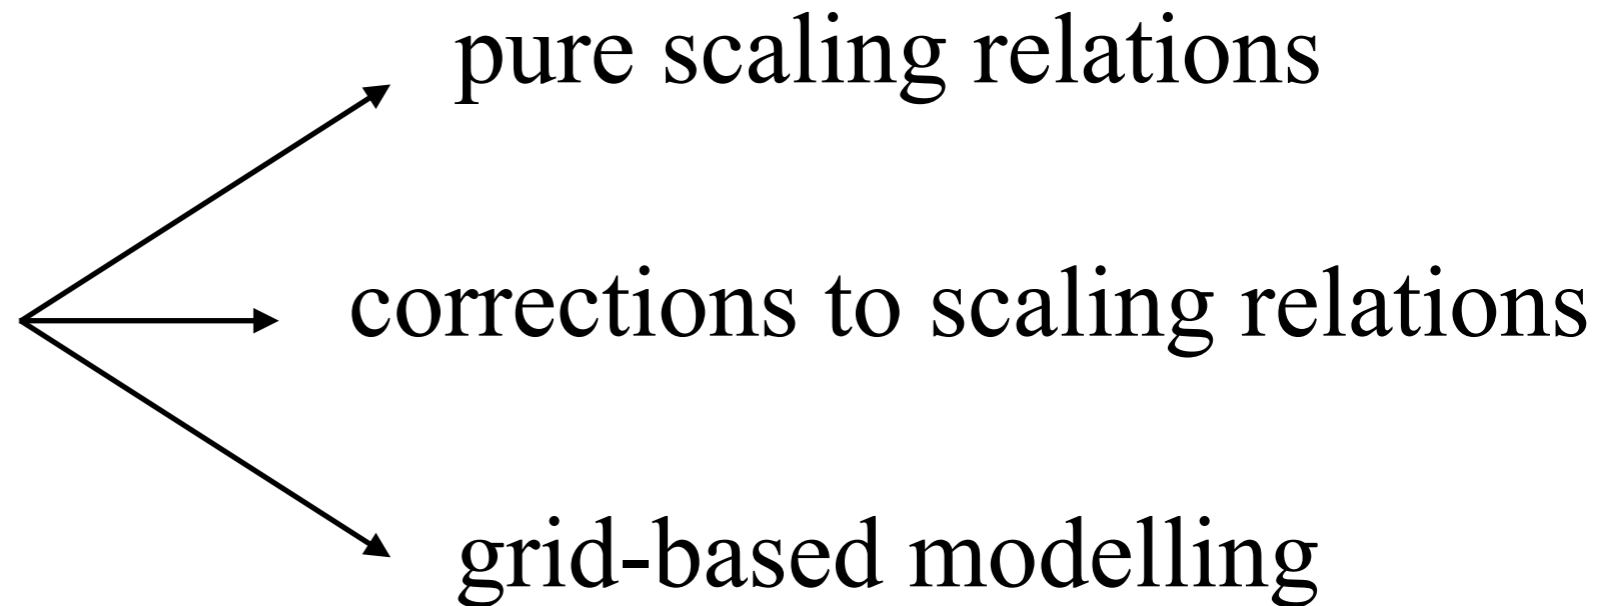 pure scaling relations
corrections to scaling relations
grid-based modelling